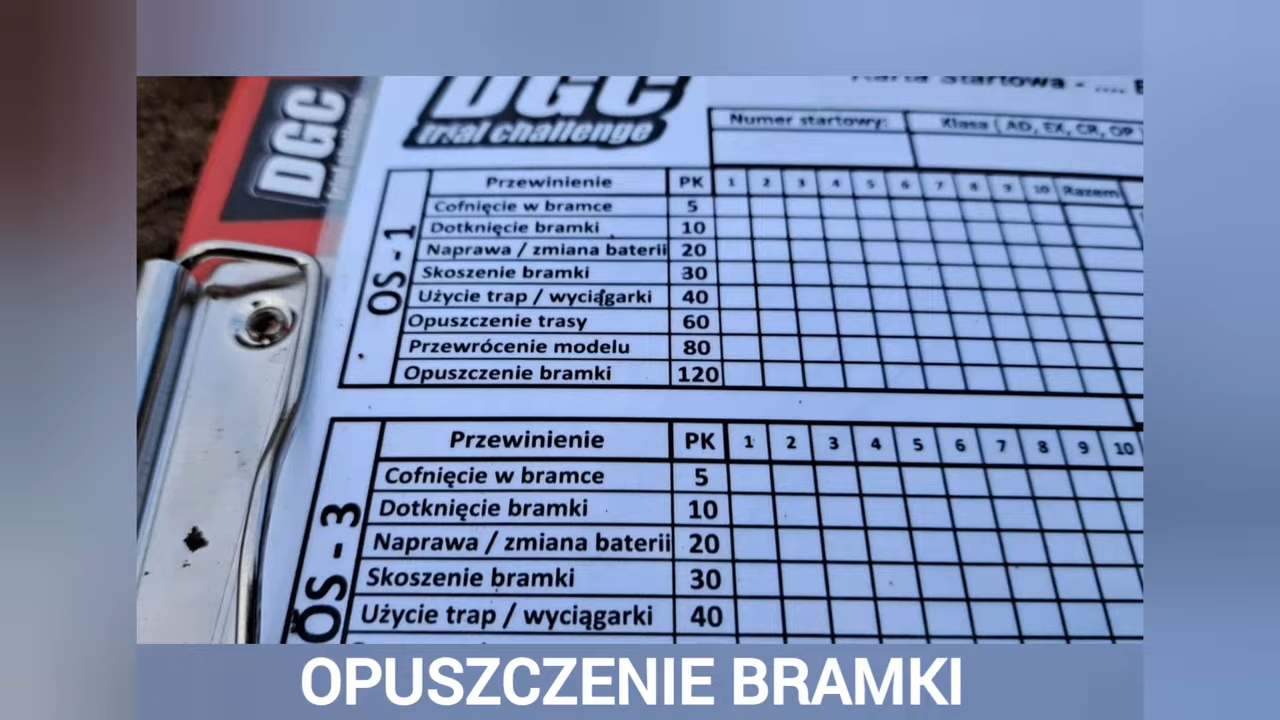 DGC
DGC
trial challenge
Karta Startowa - ....
Numer startowy:
Klasa ( AD, EX, CR, OP
OS - 1
Przewinienie PK 1 2 3 4 5 6 7 8 9 10 Razem
Cofnięcie w bramce 5
Dotknięcie bramki 10
Naprawa / zmiana baterii 20
Skoszenie bramki 30
Użycie trap / wyciągarki 40
Opuszczenie trasy 60
Przewrócenie modelu 80
Opuszczenie bramki 120
OS - 3
Przewinienie PK 1 2 3 4 5 6 7 8 9 10
Cofnięcie w bramce 5
Dotknięcie bramki 10
Naprawa / zmiana baterii 20
Skoszenie bramki 30
Użycie trap / wyciągarki 40
OPUSZCZENIE BRAMKI